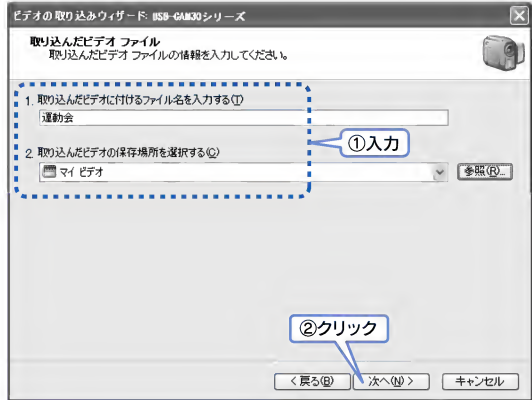 ビデオの取り込みウィザード: USB-CAM30シリーズ
取り込んだビデオ ファイル
取り込んだビデオ ファイルの情報を入力してください。
1. 取り込んだビデオに付けるファイル名を入力する(T)
運動会
①入力
2. 取り込んだビデオの保存場所を選択する(C)
マイ ビデオ
参照(R)...
②クリック
< 戻る(B)
次へ(N) >
キャンセル